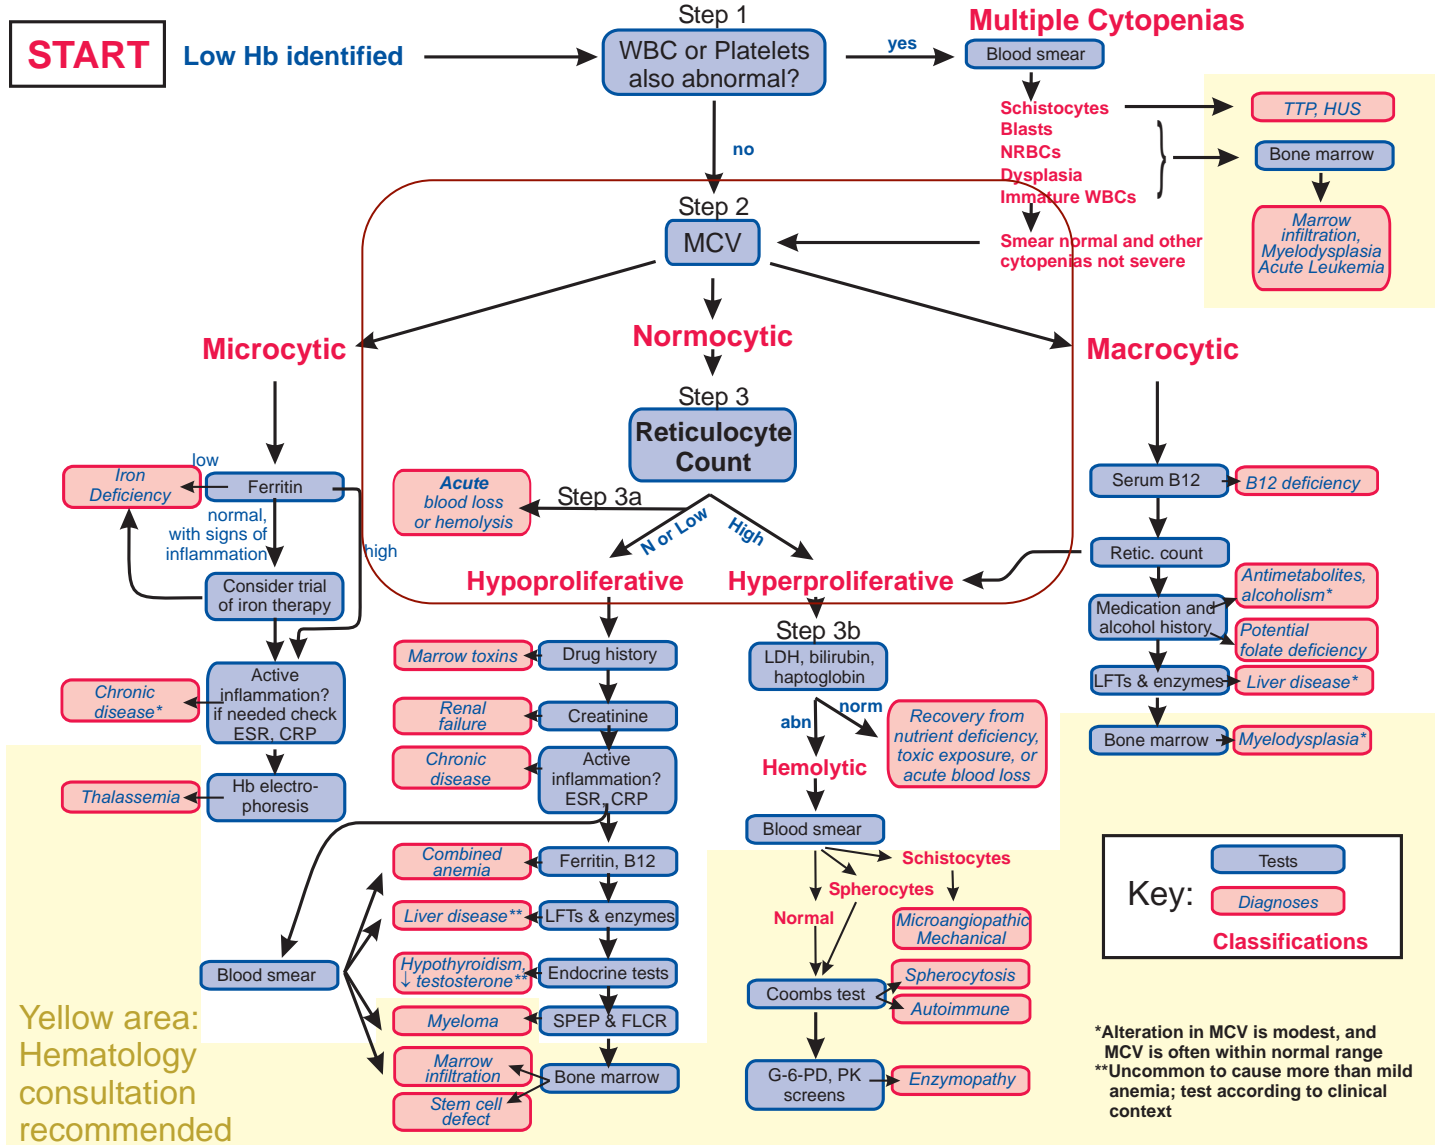 START
Low Hb identified
Step 1
WBC or Platelets
also abnormal?
yes
no
Multiple Cytopenias
Blood smear
Schistocytes
Blasts
NRBCs
Dysplasia
Immature WBCs
Smear normal and other
cytopenias not severe
TTP, HUS
Bone marrow
Marrow
infiltration,
Myelodysplasia
Acute Leukemia
Step 2
MCV
Microcytic
Normocytic
Macrocytic
Step 3
Reticulocyte
Count
Step 3a
Acute
blood loss
or hemolysis
N or Low
High
Hypoproliferative
Hyperproliferative
Iron
Deficiency
low
Ferritin
normal,
with signs of
inflammation
high
Consider trial
of iron therapy
Active
inflammation?
if needed check
ESR, CRP
Chronic
disease*
Hb electro-
phoresis
Thalassemia
Drug history
Marrow toxins
Creatinine
Renal
failure
Active
inflammation?
ESR, CRP
Chronic
disease
Ferritin, B12
Combined
anemia
LFTs & enzymes
Liver disease**
Endocrine tests
Hypothyroidism,
↓ testosterone**
SPEP & FLCR
Myeloma
Bone marrow
Marrow
infiltration
Stem cell
defect
Blood smear
Step 3b
LDH, bilirubin,
haptoglobin
abn
norm
Recovery from
nutrient deficiency,
toxic exposure, or
acute blood loss
Hemolytic
Blood smear
Schistocytes
Spherocytes
Normal
Microangiopathic
Mechanical
Coombs test
Spherocytosis
Autoimmune
G-6-PD, PK
screens
Enzymopathy
Serum B12
B12 deficiency
Retic. count
Medication and
alcohol history
Antimetabolites,
alcoholism*
Potential
folate deficiency
LFTs & enzymes
Liver disease*
Bone marrow
Myelodysplasia*
Key:
Tests
Diagnoses
Classifications
Yellow area:
Hematology
consultation
recommended
*Alteration in MCV is modest, and
MCV is often within normal range
**Uncommon to cause more than mild
anemia; test according to clinical
context